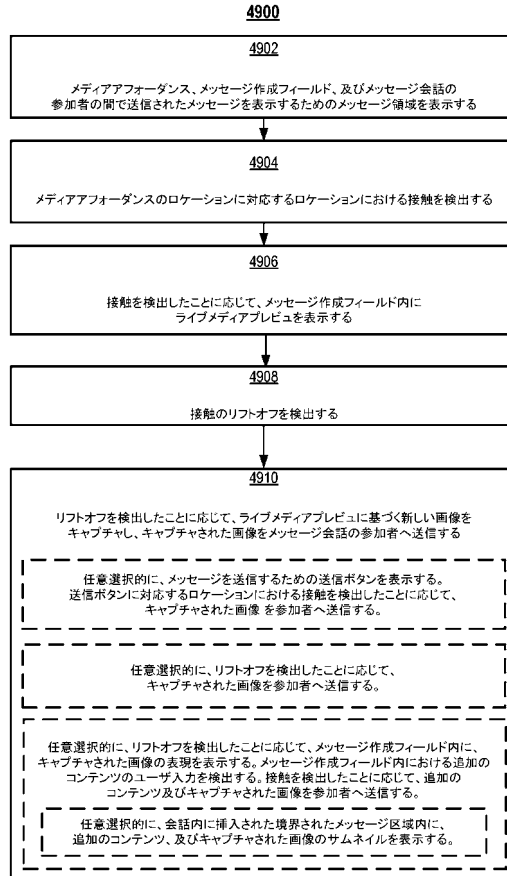 4900
4902
メディアアフォーダンス、メッセージ作成フィールド、及びメッセージ会話の
参加者の間で送信されたメッセージを表示するためのメッセージ領域を表示する
4904
メディアアフォーダンスのロケーションに対応するロケーションにおける接触を検出する
4906
接触を検出したことに応じて、メッセージ作成フィールド内に
ライブメディアプレビュを表示する
4908
接触のリフトオフを検出する
4910
リフトオフを検出したことに応じて、ライブメディアプレビュに基づく新しい画像を
キャプチャし、キャプチャされた画像をメッセージ会話の参加者へ送信する
任意選択的に、メッセージを送信するための送信ボタンを表示する。
送信ボタンに対応するロケーションにおける接触を検出したことに応じて、
キャプチャされた画像 を参加者へ送信する。
任意選択的に、リフトオフを検出したことに応じて、
キャプチャされた画像を参加者へ送信する。
任意選択的に、リフトオフを検出したことに応じて、メッセージ作成フィールド内に、
キャプチャされた画像の表現を表示する。メッセージ作成フィールド内における追加の
コンテンツのユーザ入力を検出する。接触を検出したことに応じて、追加の
コンテンツ及びキャプチャされた画像を参加者へ送信する。
任意選択的に、会話内に挿入された境界されたメッセージ区域内に、
追加のコンテンツ、及びキャプチャされた画像のサムネイルを表示する。